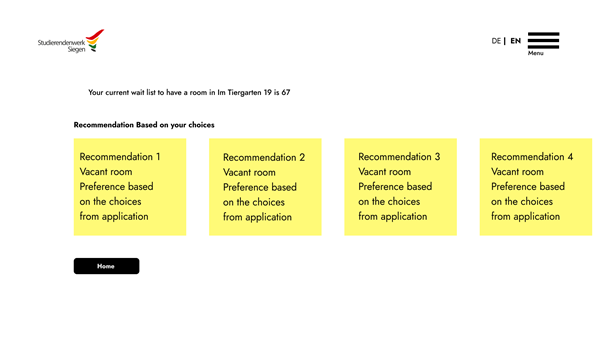 Studierendenwerk
Siegen
DE | EN
Menu
Your current wait list to have a room in Im Tiergarten 19 is 67
Recommendation Based on your choices
Recommendation 1
Vacant room
Preference based
on the choices
from application
Recommendation 2
Vacant room
Preference based
on the choices
from application
Recommendation 3
Vacant room
Preference based
on the choices
from application
Recommendation 4
Vacant room
Preference based
on the choices
from application
Home